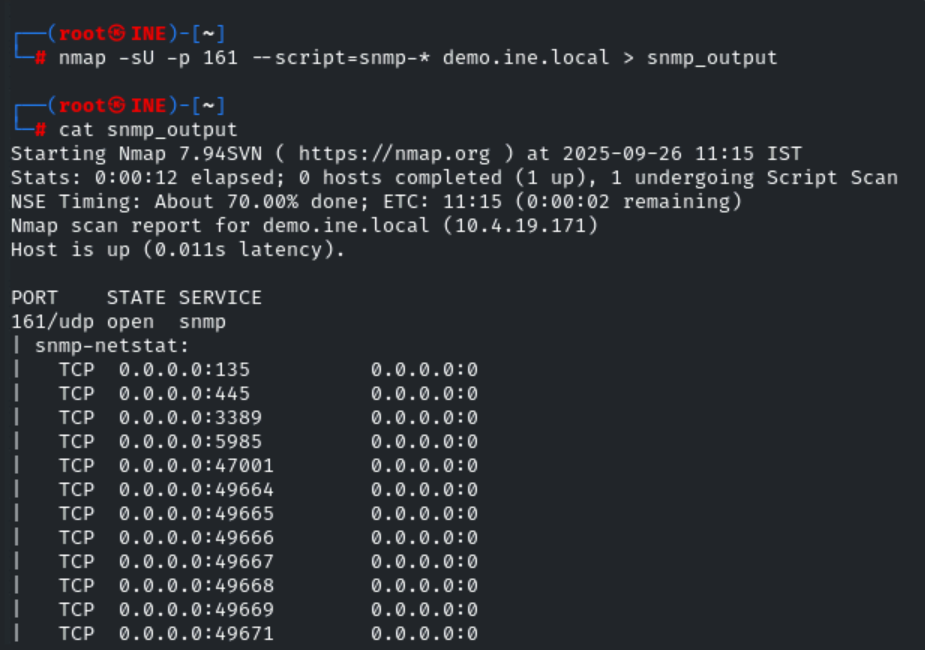 ┌──(root㉿INE)-[~]
└─# nmap -sU -p 161 --script=snmp-* demo.ine.local > snmp_output
┌──(root㉿INE)-[~]
└─# cat snmp_output
Starting Nmap 7.94SVN ( https://nmap.org ) at 2025-09-26 11:15 IST
Stats: 0:00:12 elapsed; 0 hosts completed (1 up), 1 undergoing Script Scan
NSE Timing: About 70.00% done; ETC: 11:15 (0:00:02 remaining)
Nmap scan report for demo.ine.local (10.4.19.171)
Host is up (0.011s latency).
PORT    STATE SERVICE
161/udp open  snmp
| snmp-netstat:
|   TCP  0.0.0.0:135          0.0.0.0:0
|   TCP  0.0.0.0:445          0.0.0.0:0
|   TCP  0.0.0.0:3389         0.0.0.0:0
|   TCP  0.0.0.0:5985         0.0.0.0:0
|   TCP  0.0.0.0:47001        0.0.0.0:0
|   TCP  0.0.0.0:49664        0.0.0.0:0
|   TCP  0.0.0.0:49665        0.0.0.0:0
|   TCP  0.0.0.0:49666        0.0.0.0:0
|   TCP  0.0.0.0:49667        0.0.0.0:0
|   TCP  0.0.0.0:49668        0.0.0.0:0
|   TCP  0.0.0.0:49669        0.0.0.0:0
|   TCP  0.0.0.0:49671        0.0.0.0:0